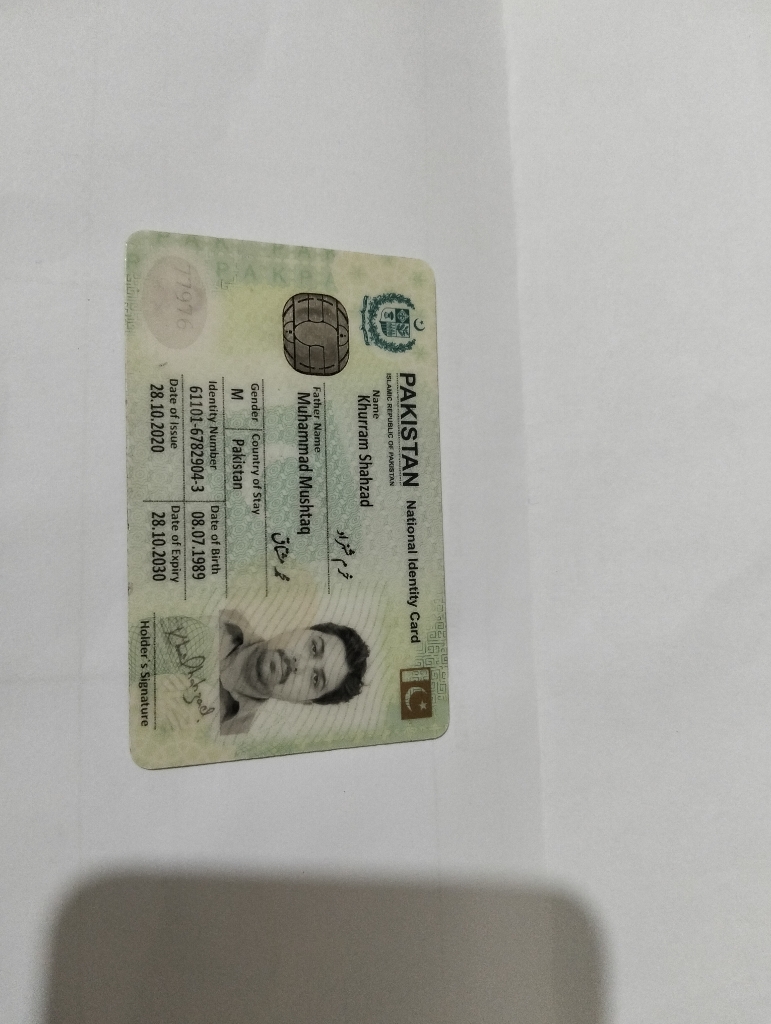 PAKISTAN National Identity Card
ISLAMIC REPUBLIC OF PAKISTAN
Name
Khurram Shahzad
خرم شہزاد
Father Name
Muhammad Mushtaq
محمد مشتاق
Gender Country of Stay
M Pakistan
Identity Number Date of Birth
61101-6782904-3 08.07.1989
Date of Issue Date of Expiry
28.10.2020 28.10.2030
Holder's Signature
77976
PAK